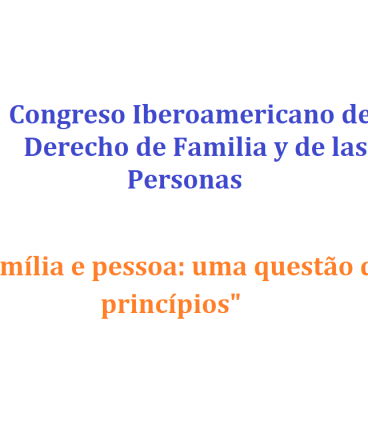 Congreso Iberoamericano de
Derecho de Familia y de las
Personas
mília e pessoa: uma questão d
princípios"